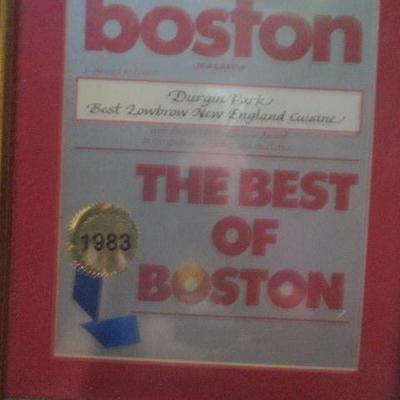 boston
magazine
Durgin Park
Best Lowbrow New England Cuisine
THE BEST
OF
BOSTON
1983